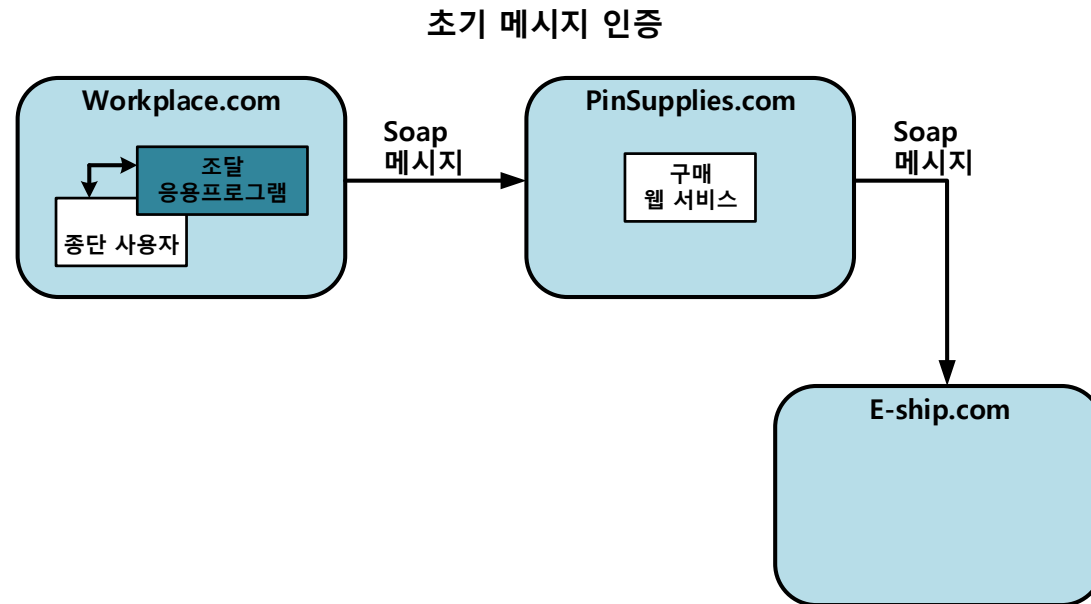 초기 메시지 인증
Workplace.com
조달
응용프로그램
종단 사용자
Soap
메시지
PinSupplies.com
구매
웹 서비스
Soap
메시지
E-ship.com